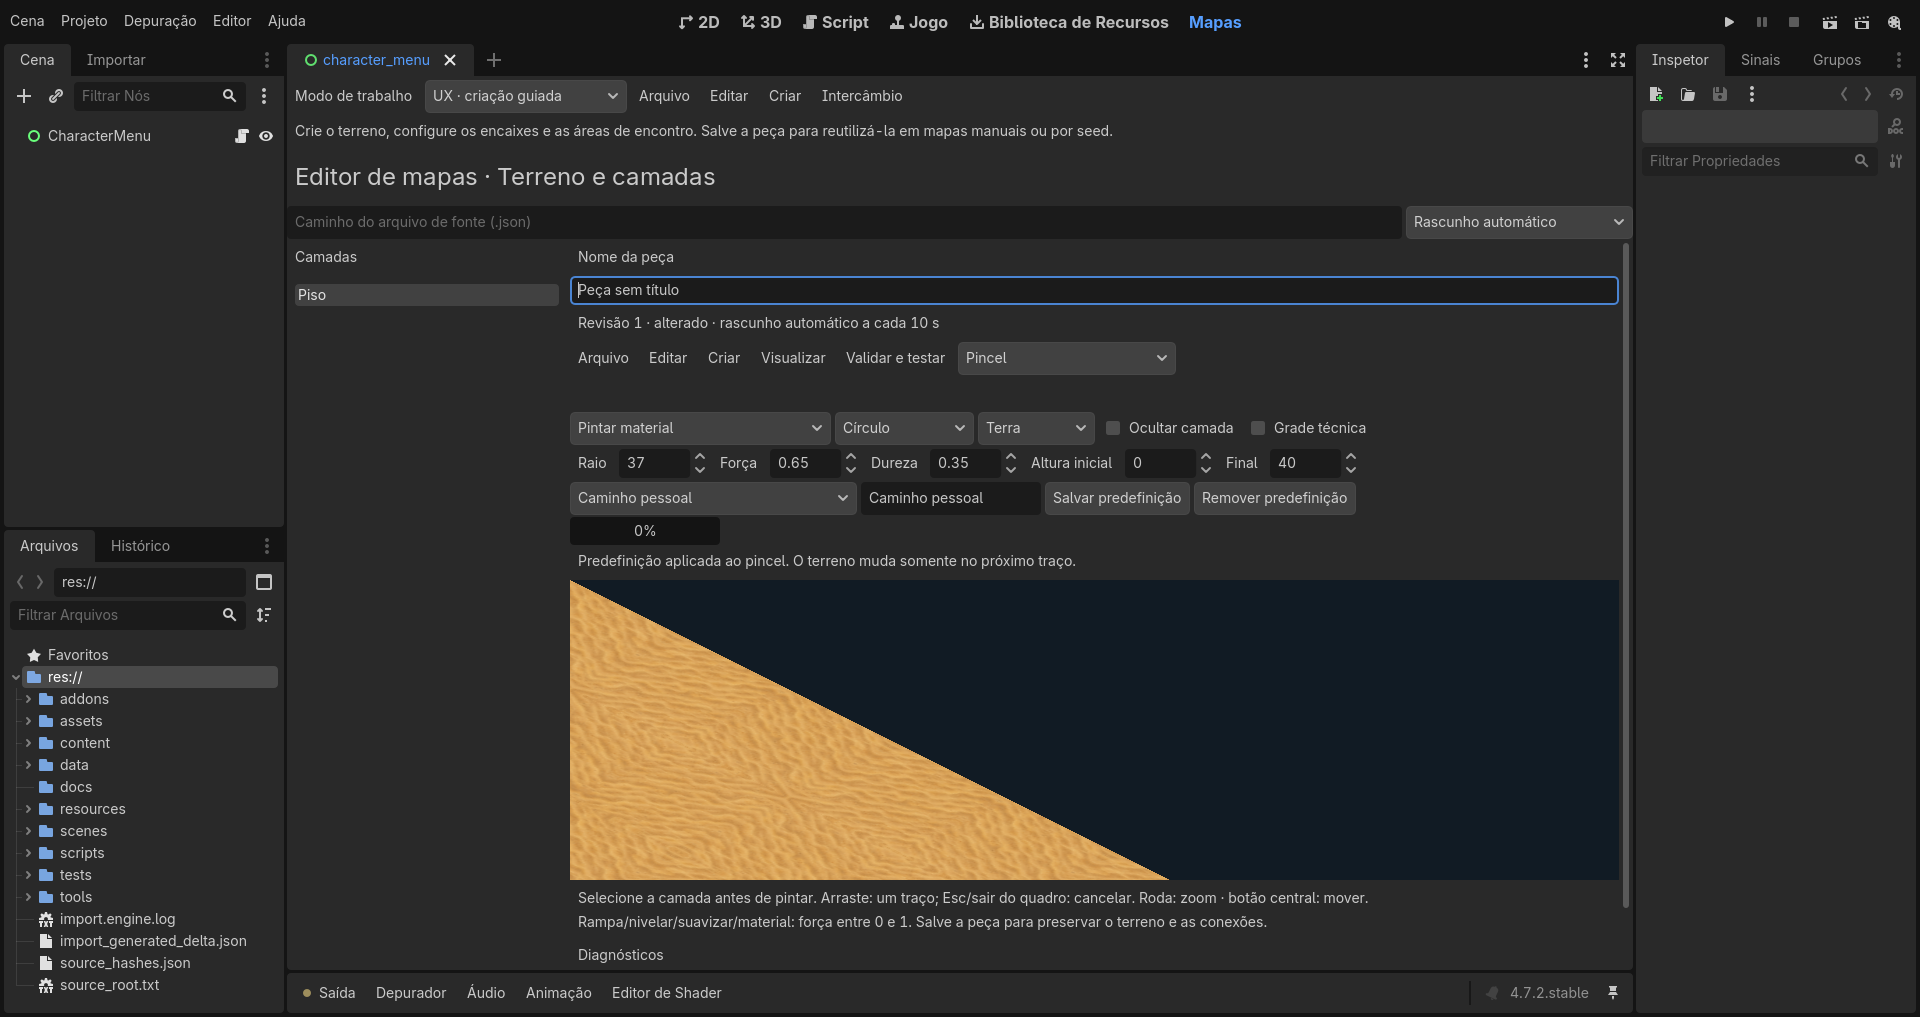 Cena Projeto Depuração Editor Ajuda
2D 3D Script Jogo Biblioteca de Recursos Mapas
Cena Importar
Filtrar Nós
CharacterMenu
character_menu
Modo de trabalho UX · criação guiada Arquivo Editar Criar Intercâmbio
Crie o terreno, configure os encaixes e as áreas de encontro. Salve a peça para reutilizá-la em mapas manuais ou por seed.
Editor de mapas · Terreno e camadas
Caminho do arquivo de fonte (.json) Rascunho automático
Camadas
Piso
Nome da peça
Peça sem título
Revisão 1 · alterado · rascunho automático a cada 10 s
Arquivo Editar Criar Visualizar Validar e testar Pincel
Pintar material Círculo Terra Ocultar camada Grade técnica
Raio 37 Força 0.65 Dureza 0.35 Altura inicial 0 Final 40
Caminho pessoal Caminho pessoal Salvar predefinição Remover predefinição
0%
Predefinição aplicada ao pincel. O terreno muda somente no próximo traço.
Selecione a camada antes de pintar. Arraste: um traço; Esc/sair do quadro: cancelar. Roda: zoom · botão central: mover.
Rampa/nivelar/suavizar/material: força entre 0 e 1. Salve a peça para preservar o terreno e as conexões.
Diagnósticos
Arquivos Histórico
res://
Filtrar Arquivos
Favoritos
res://
addons
assets
content
data
docs
resources
scenes
scripts
tests
tools
import.engine.log
import_generated_delta.json
source_hashes.json
source_root.txt
Saída Depurador Áudio Animação Editor de Shader 4.7.2.stable
Inspetor Sinais Grupos
DOC
Filtrar Propriedades